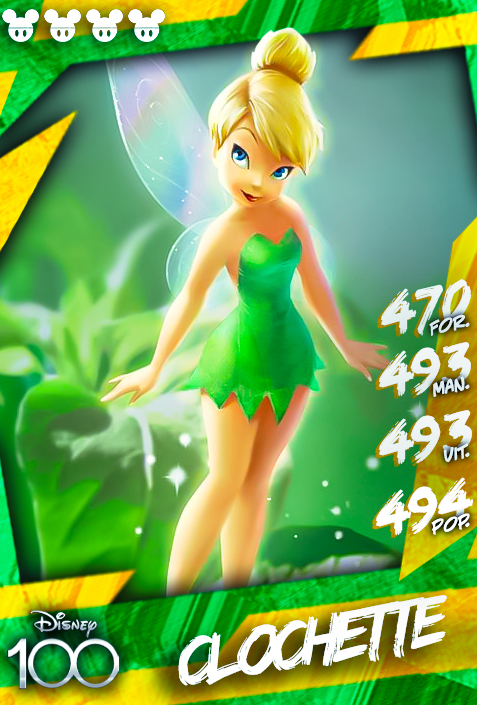 470
FOR.
493
MAN.
493
VIT.
494
POP.
Disney
100
CLOCHETTE